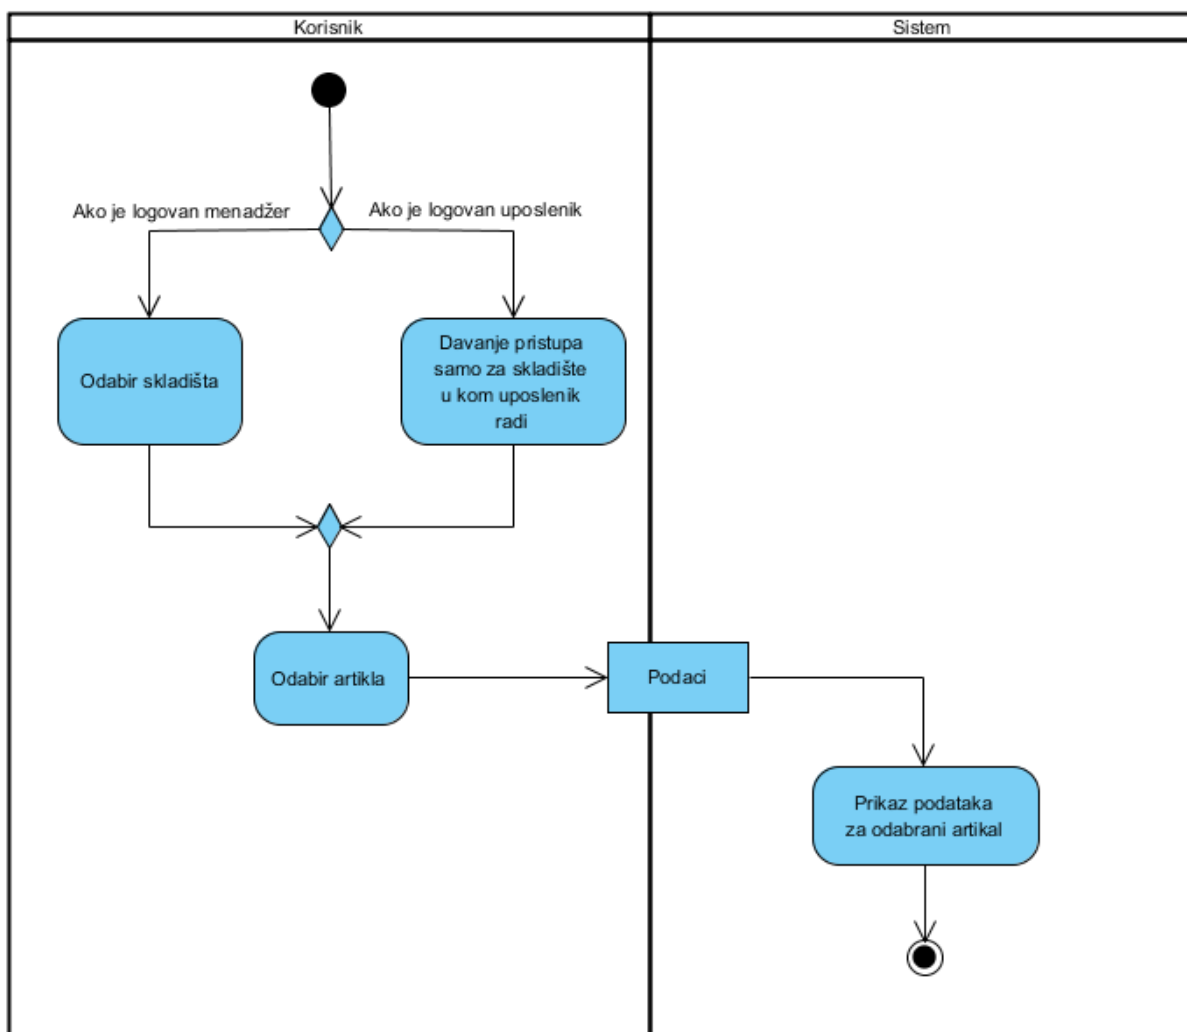 Korisnik
Sistem
Ako je logovan menadžer
Ako je logovan uposlenik
Odabir skladišta
Davanje pristupa
samo za skladište
u kom uposlenik
radi
Odabir artikla
Podaci
Prikaz podataka
za odabrani artikal